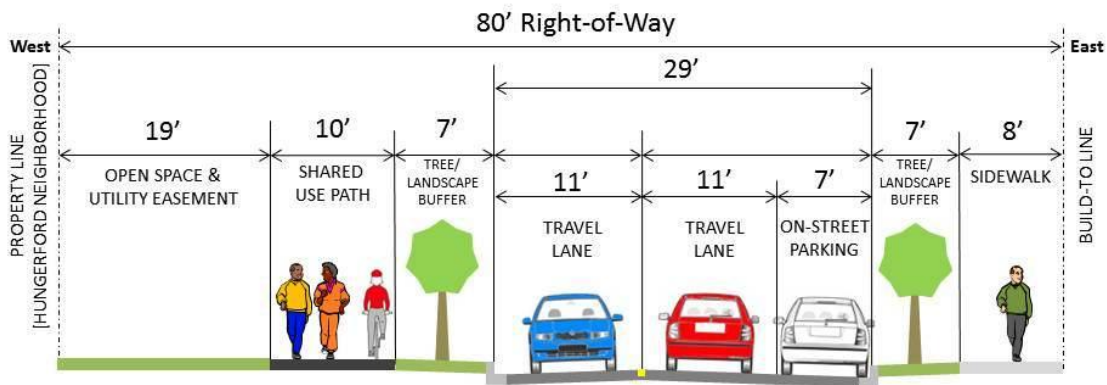 80’ Right-of-Way
West
East
29’
19’
10’
7’
7’
8’
OPEN SPACE &
UTILITY EASEMENT
SHARED
USE PATH
TREE/
LANDSCAPE
BUFFER
11’
TRAVEL
LANE
11’
TRAVEL
LANE
7’
ON-STREET
PARKING
TREE/
LANDSCAPE
BUFFER
SIDEWALK
PROPERTY LINE
[HUNGERFORD NEIGHBORHOOD]
BUILD-TO LINE